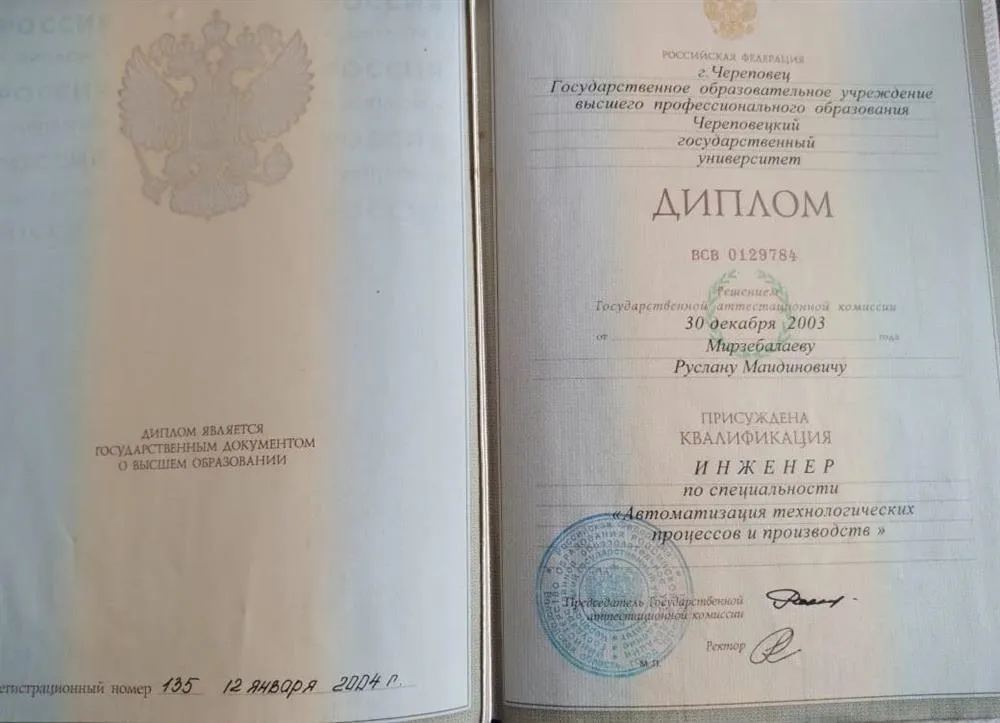 ДИПЛОМ ЯВЛЯЕТСЯ
ГОСУДАРСТВЕННЫМ ДОКУМЕНТОМ
О ВЫСШЕМ ОБРАЗОВАНИИ
егистрационный номер 135 12 января 2004 г.
РОССИЙСКАЯ ФЕДЕРАЦИЯ
г. Череповец
Государственное образовательное учреждение
высшего профессионального образования
Череповецкий
государственный
университет
ДИПЛОМ
ВСВ 0129784
Решением
Государственной аттестационной комиссии
30 декабря 2003
от года
Мирзебалаеву
Руслану Маидиновичу
ПРИСУЖДЕНА
КВАЛИФИКАЦИЯ
ИНЖЕНЕР
по специальности
«Автоматизация технологических
процессов и производств »
Председатель Государственной
аттестационной комиссии
Ректор
М.П.